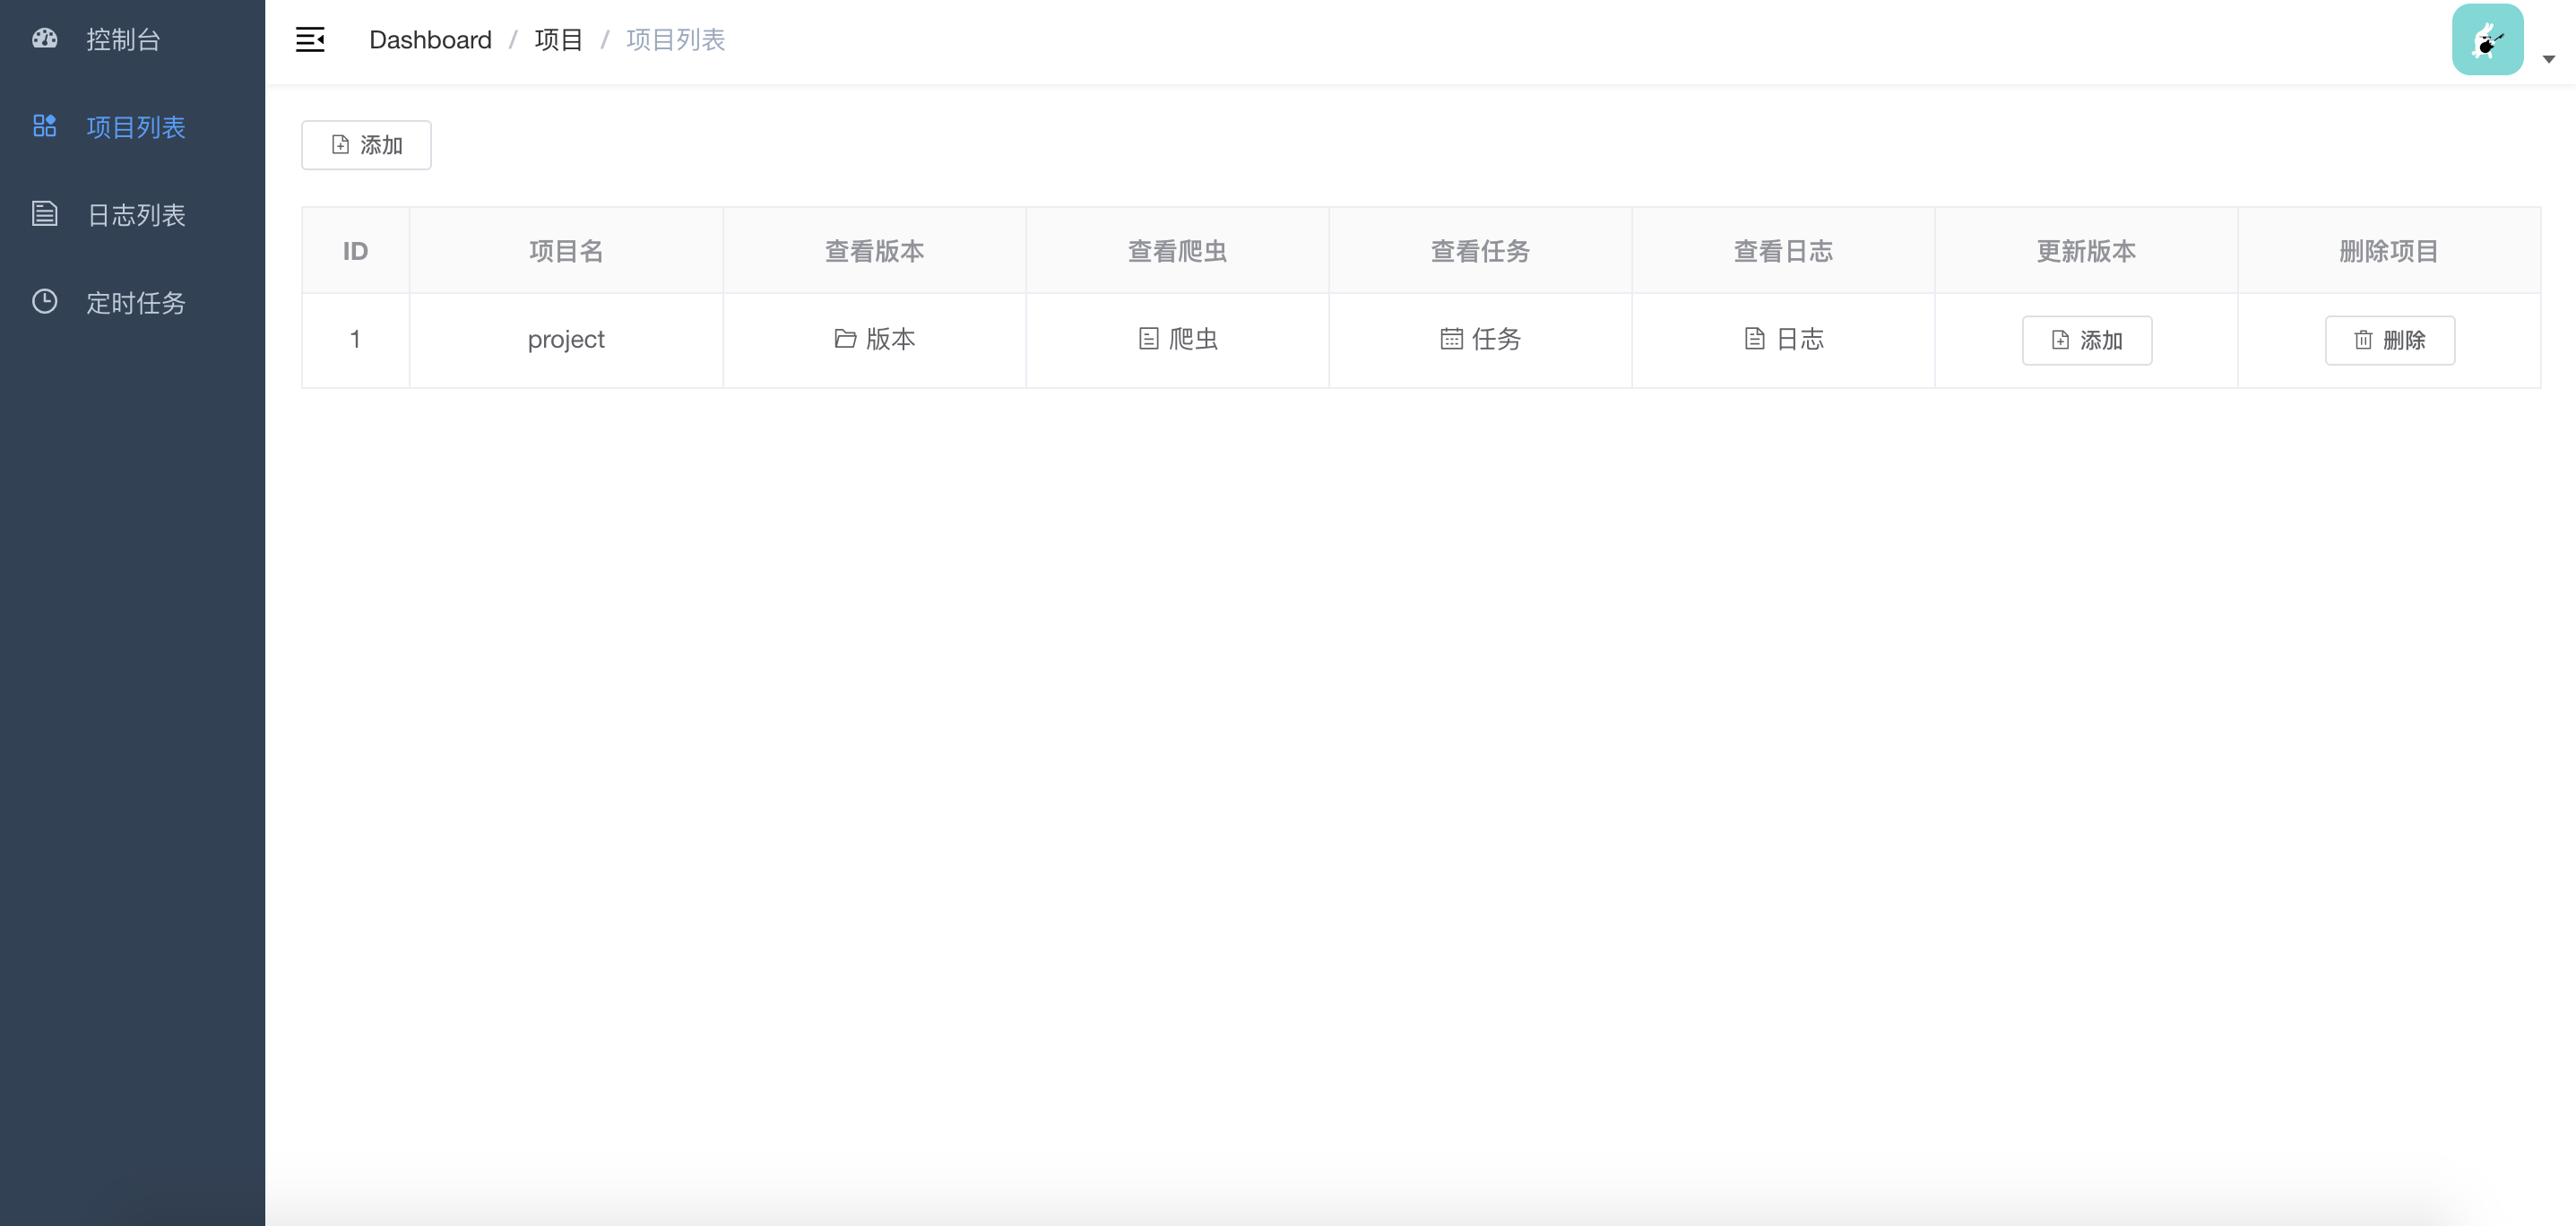 控制台
项目列表
日志列表
定时任务
Dashboard / 项目 / 项目列表
添加
ID 项目名 查看版本 查看爬虫 查看任务 查看日志 更新版本 删除项目
1 project 版本 爬虫 任务 日志 添加 删除